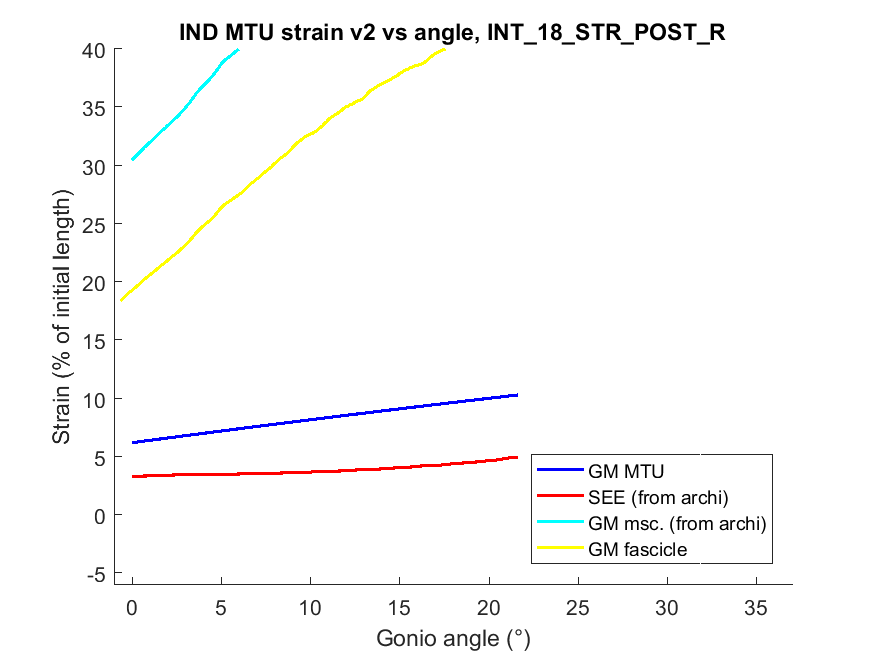 IND MTU strain v2 vs angle, INT_18_STR_POST_R
Strain (% of initial length)
40
35
30
25
20
15
10
5
0
-5
0 5 10 15 20 25 30 35
Gonio angle (°)
GM MTU
SEE (from archi)
GM msc. (from archi)
GM fascicle